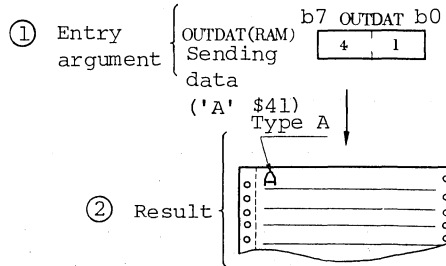 ① Entry argument
OUTDAT(RAM)
Sending
data
('A' $41)
b7 OUTDAT b0
4 1
Type A
A
② Result